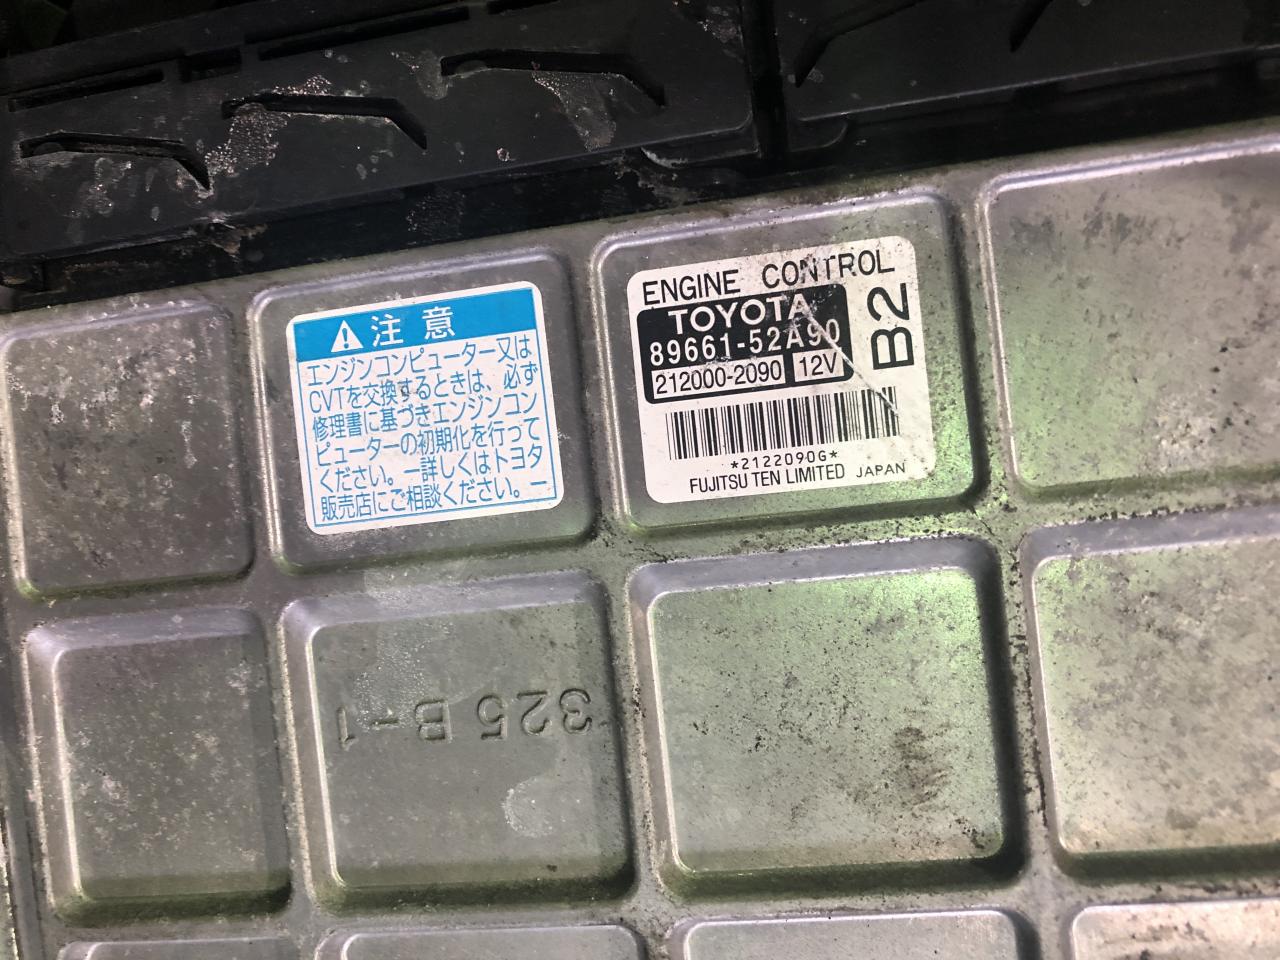 注意
エンジンコンピューター又は
CVTを交換するときは、必ず
修理書に基づきエンジンコン
ピューターの初期化を行って
ください。―詳しくはトヨタ
販売店にご相談ください。―
ENGINE CONTROL
TOYOTA
89661-52A90
212000-2090 12V
B2
*2122090G*
FUJITSU TEN LIMITED JAPAN
325 B-1